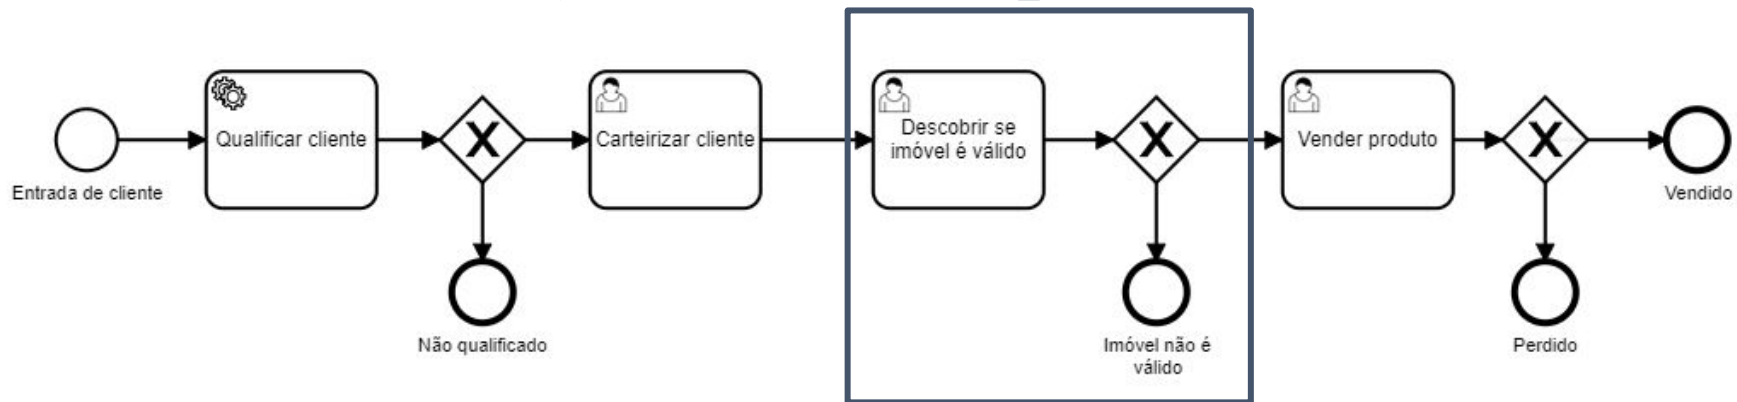 Entrada de cliente
Qualificar cliente
X
Não qualificado
Carteirizar cliente
Descobrir se
imóvel é válido
X
Imóvel não é
válido
Vender produto
X
Perdido
Vendido